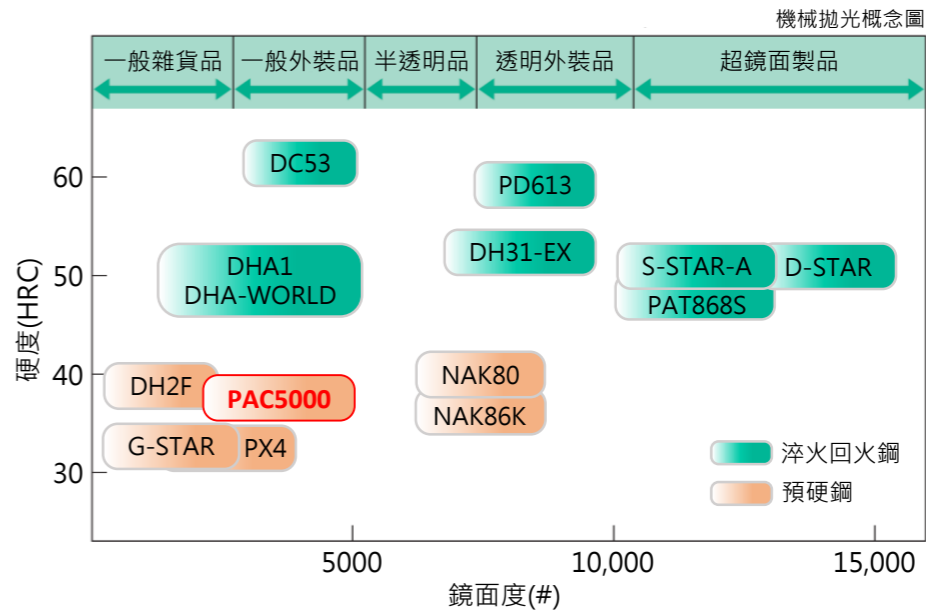 機械拋光概念圖
一般雜貨品 一般外裝品 半透明品 透明外裝品 超鏡面製品
硬度(HRC)
60
50
40
30
DC53
PD613
DH31-EX
DHA1
DHA-WORLD
S-STAR-A
D-STAR
PAT868S
DH2F
PAC5000
NAK80
NAK86K
G-STAR
PX4
淬火回火鋼
預硬鋼
5000 10,000 15,000
鏡面度(#)